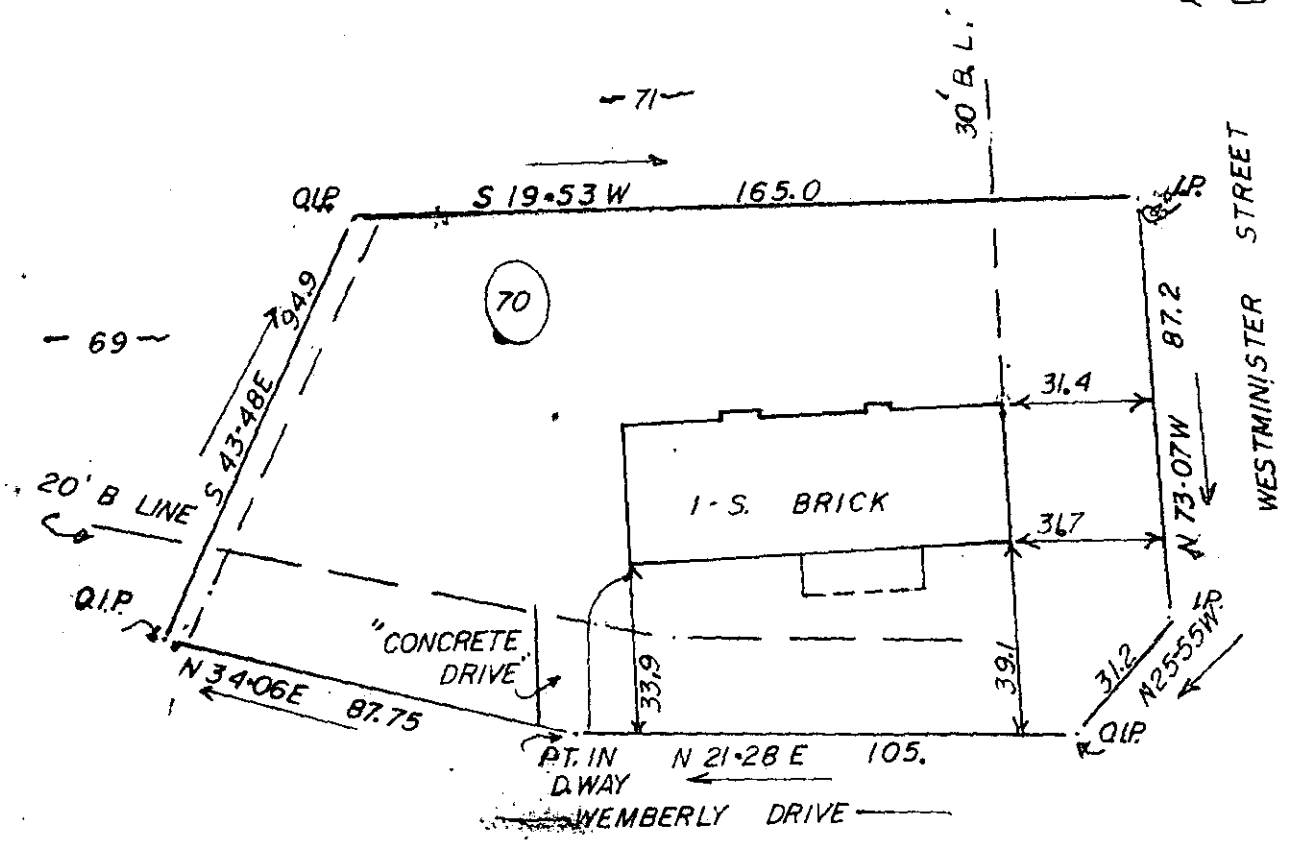 30' B.L.
- 71 -
O.I.P.
S 19•53 W 165.0
I.P.
WESTMINISTER STREET
70
94.9
87.2
- 69 -
31.4
S 43•48E
N 73•07W
20' B LINE
1-S. BRICK
31.7
O.I.P.
I.P.
"CONCRETE
DRIVE"
33.9
39.1
31.2
N25•55W.
N 34•06E 87.75
O.I.P.
PT. IN
D.WAY
N 21•28 E 105.
WEMBERLY DRIVE